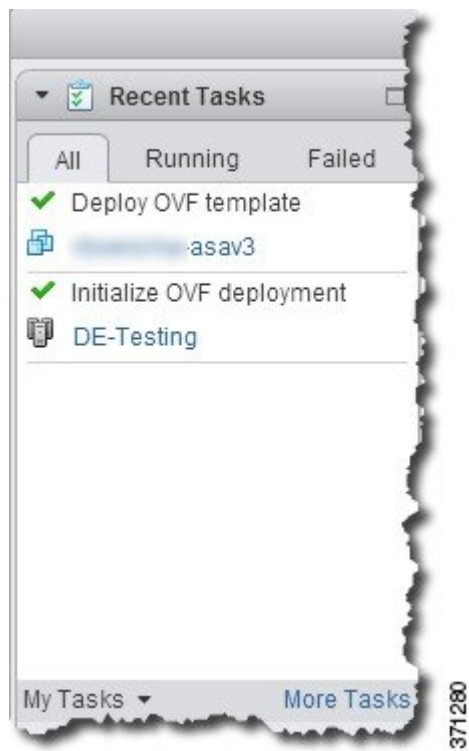 Recent Tasks
All Running Failed
Deploy OVF template
-asav3
Initialize OVF deployment
DE-Testing
My Tasks More Tasks
371280